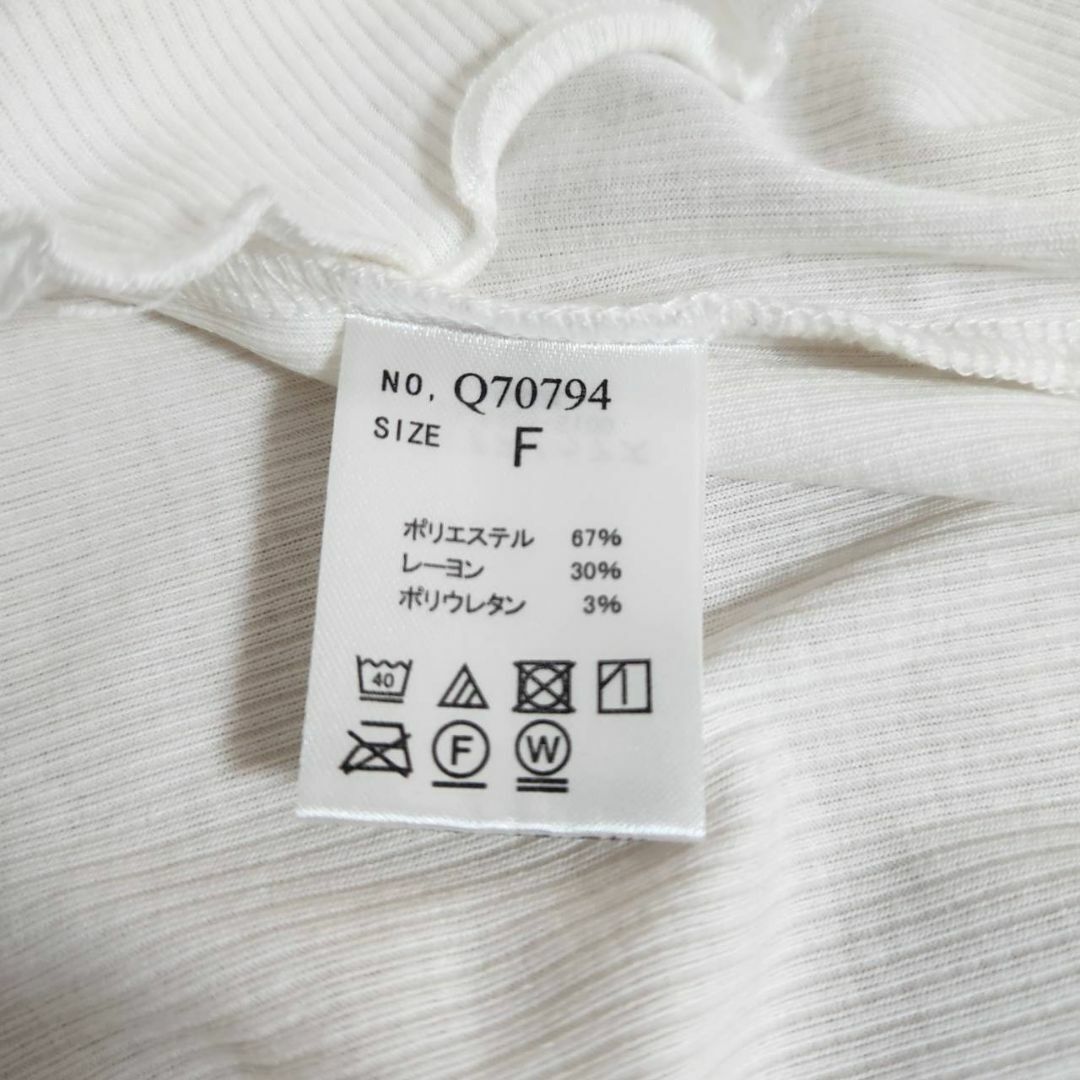 NO. Q70794
SIZE F
ポリエステル 67%
レーヨン 30%
ポリウレタン 3%
40
F W